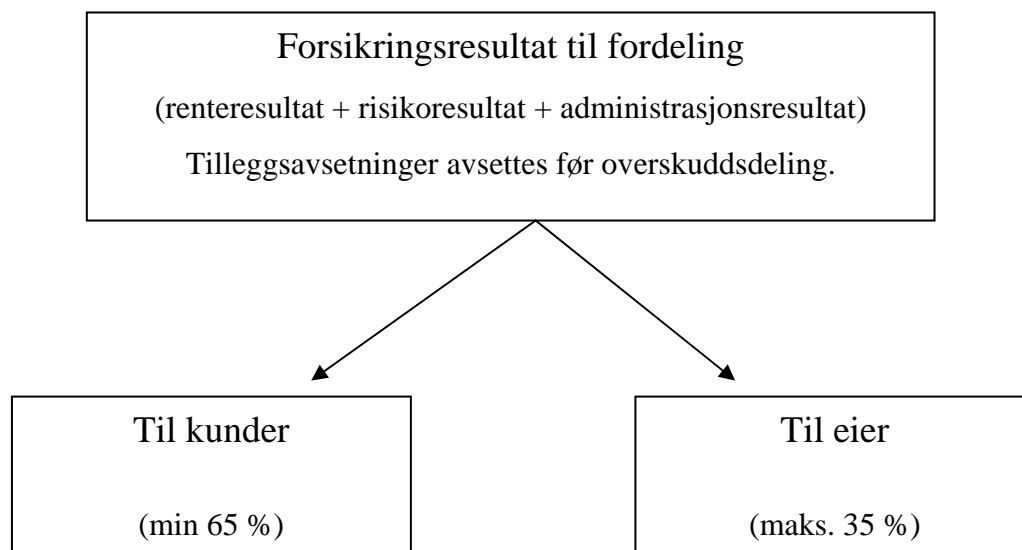 Forsikringsresultat til fordeling
(renteresultat + risikoresultat + administrasjonsresultat)
Tilleggsavsetninger avsettes før overskuddsdeling.
Til kunder
(min 65 %)
Til eier
(maks. 35 %)